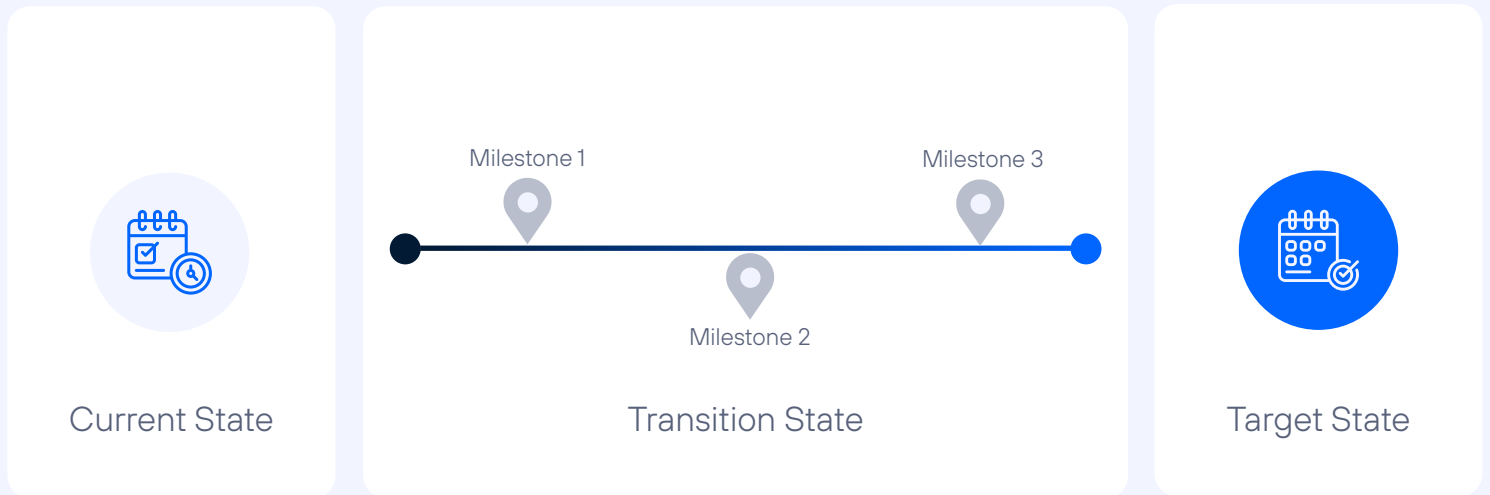 Milestone 1
Milestone 3
Milestone 2
Current State
Transition State
Target State